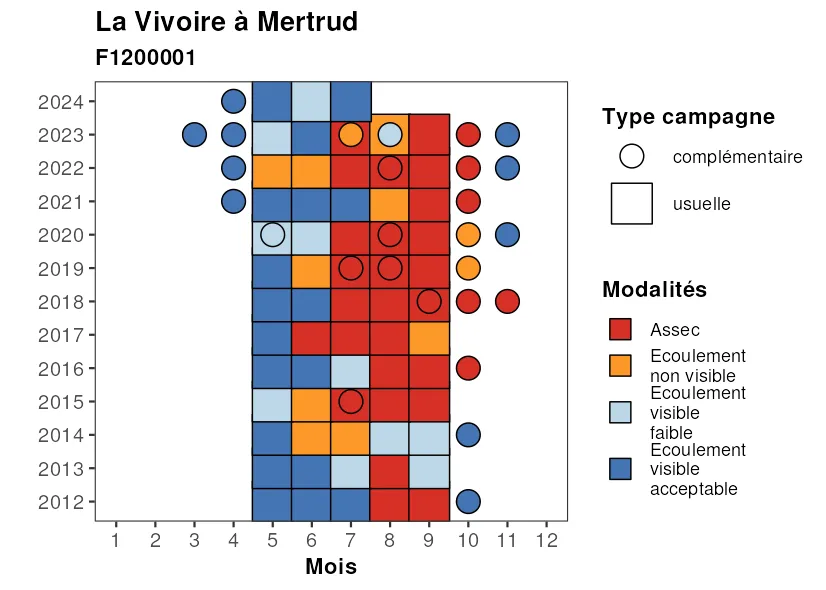 La Vivoire à Mertrud
F1200001
2024
2023
2022
2021
2020
2019
2018
2017
2016
2015
2014
2013
2012
1 2 3 4 5 6 7 8 9 10 11 12
Mois
Type campagne
complémentaire
usuelle
Modalités
Assec
Ecoulement
non visible
Ecoulement
visible
faible
Ecoulement
visible
acceptable